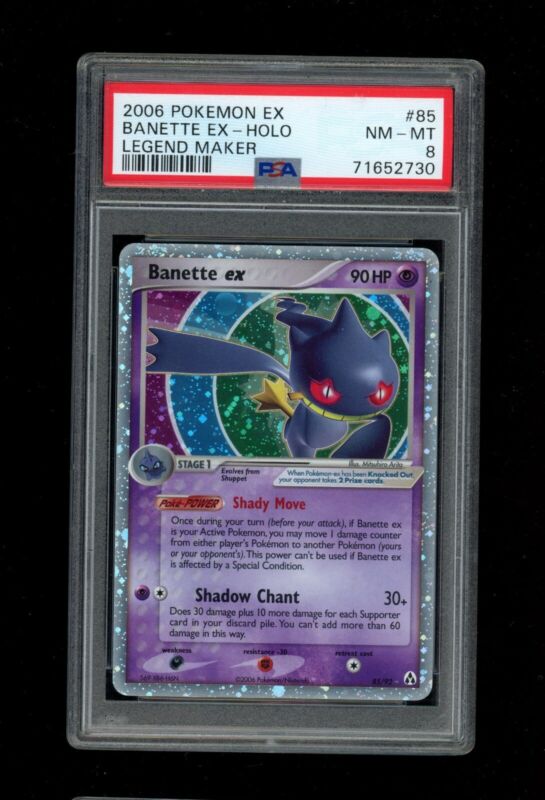 2006 POKEMON EX #85
BANETTE EX - HOLO NM - MT
LEGEND MAKER 8
PSA 71652730
Banette ex 90 HP
STAGE 1
Evolves from
Shuppet
Illus. Mitsuhiro Arita
When Pokémon-ex has been Knocked Out,
your opponent takes 2 Prize cards.
Poké-POWER Shady Move
Once during your turn (before your attack), if Banette ex
is your Active Pokémon, you may move 1 damage counter
from either player's Pokémon to another Pokémon (yours
or your opponent's). This power can't be used if Banette ex
is affected by a Special Condition.
Shadow Chant 30+
Does 30 damage plus 10 more damage for each Supporter
card in your discard pile. You can't add more than 60
damage in this way.
weakness resistance -30 retreat cost
©2006 Pokémon/Nintendo 85/92